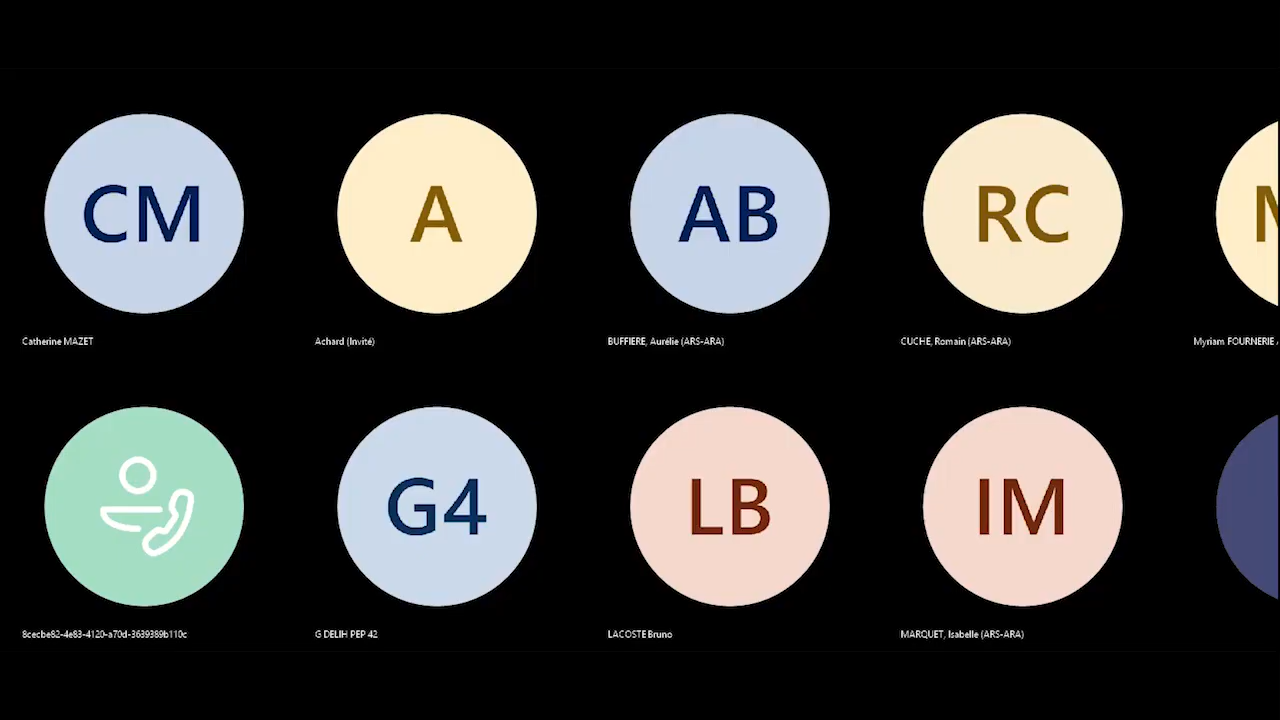 CM
A
AB
RC
Catherine MAZET
Achard (Invité)
BUFFIERE, Aurélie (ARS-ARA)
CUCHE, Romain (ARS-ARA)
Myriam FOURNERIE
G4
LB
IM
8cecbe82-4e83-4120-a70d-3639389b110c
G DELIH PEP 42
LACOSTE Bruno
MARQUET, Isabelle (ARS-ARA)